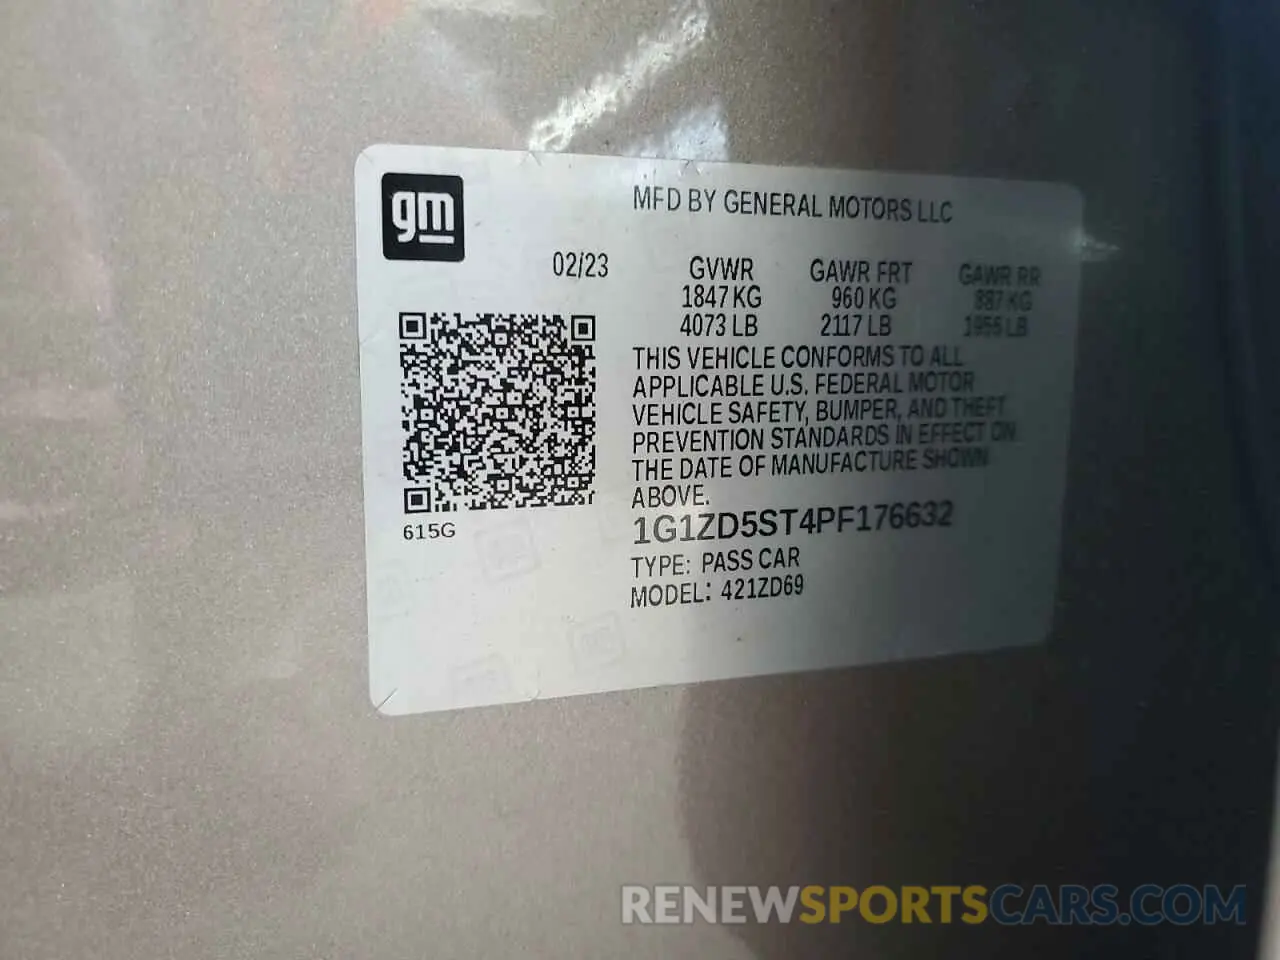 gm
MFD BY GENERAL MOTORS LLC
02/23 GVWR GAWR FRT GAWR RR
1847 KG 960 KG 887 KG
4073 LB 2117 LB 1955 LB
THIS VEHICLE CONFORMS TO ALL
APPLICABLE U.S. FEDERAL MOTOR
VEHICLE SAFETY, BUMPER, AND THEFT
PREVENTION STANDARDS IN EFFECT ON
THE DATE OF MANUFACTURE SHOWN
ABOVE.
1G1ZD5ST4PF176632
TYPE: PASS CAR
MODEL: 421ZD69
615G
RENEWSPORTSCARS.COM